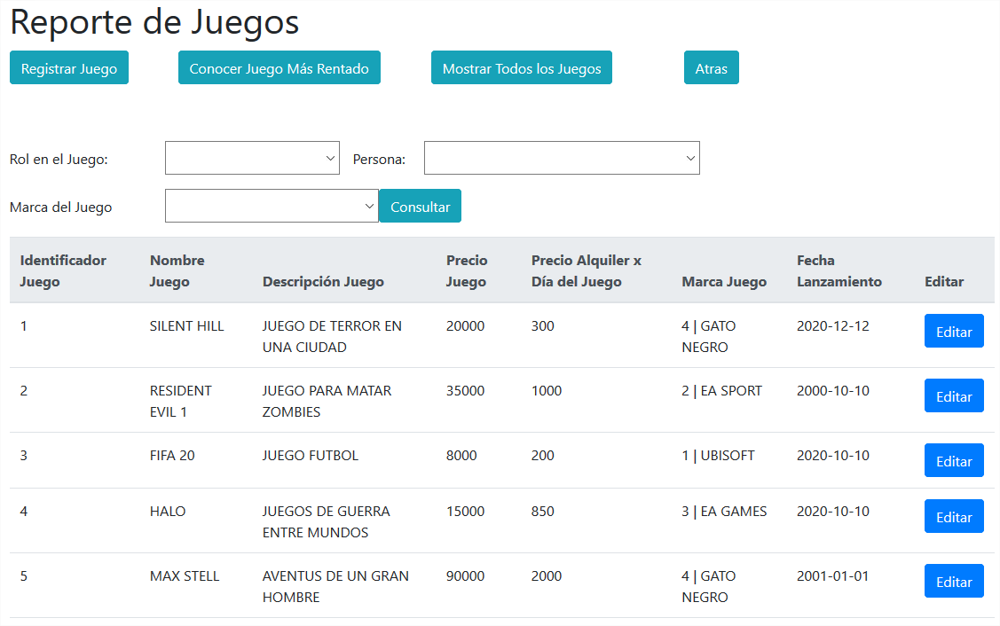 Reporte de Juegos
Registrar Juego Conocer Juego Más Rentado Mostrar Todos los Juegos Atras
Rol en el Juego: Persona:
Marca del Juego Consultar
Identificador Nombre Precio Precio Alquiler x Fecha
Juego Juego Descripción Juego Juego Día del Juego Marca Juego Lanzamiento Editar
1 SILENT HILL JUEGO DE TERROR EN 20000 300 4 | GATO 2020-12-12 Editar
UNA CIUDAD NEGRO
2 RESIDENT JUEGO PARA MATAR 35000 1000 2 | EA SPORT 2000-10-10 Editar
EVIL 1 ZOMBIES
3 FIFA 20 JUEGO FUTBOL 8000 200 1 | UBISOFT 2020-10-10 Editar
4 HALO JUEGOS DE GUERRA 15000 850 3 | EA GAMES 2020-10-10 Editar
ENTRE MUNDOS
5 MAX STELL AVENTUS DE UN GRAN 90000 2000 4 | GATO 2001-01-01 Editar
HOMBRE NEGRO